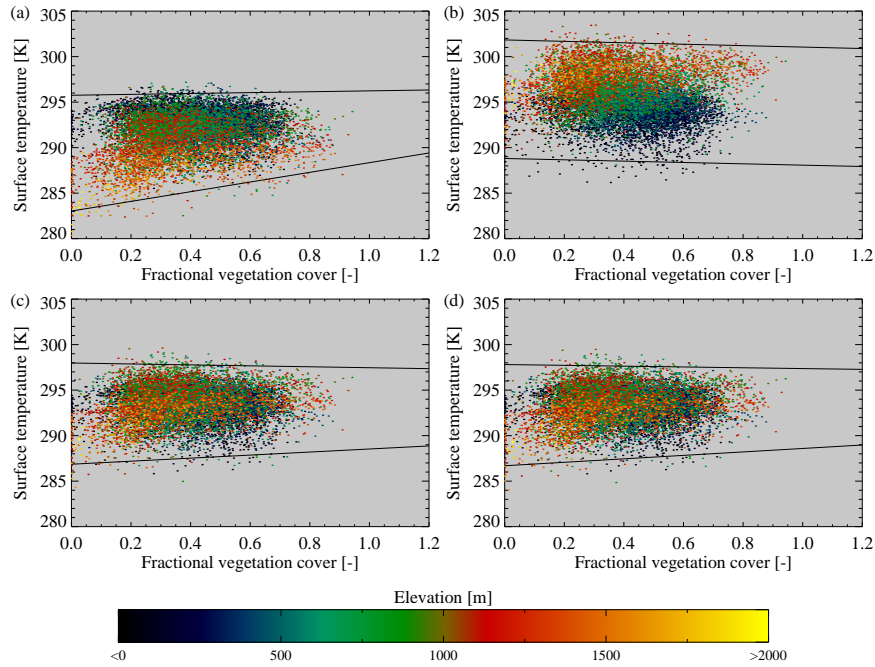 (a)
305
300
295
290
285
280
Surface temperature [K]
0.0 0.2 0.4 0.6 0.8 1.0 1.2
Fractional vegetation cover [-]
(b)
305
300
295
290
285
280
Surface temperature [K]
0.0 0.2 0.4 0.6 0.8 1.0 1.2
Fractional vegetation cover [-]
(c)
305
300
295
290
285
280
Surface temperature [K]
0.0 0.2 0.4 0.6 0.8 1.0 1.2
Fractional vegetation cover [-]
(d)
305
300
295
290
285
280
Surface temperature [K]
0.0 0.2 0.4 0.6 0.8 1.0 1.2
Fractional vegetation cover [-]
Elevation [m]
<0 500 1000 1500 >2000